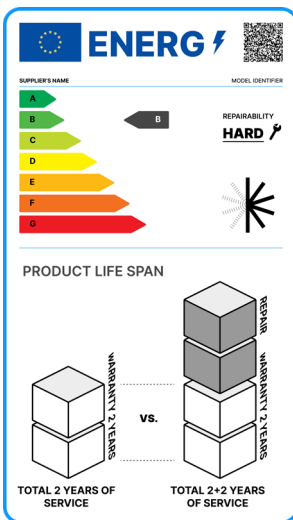 ENERG
SUPPLIER'S NAME
MODEL IDENTIFIER
A
B
B
C
D
E
F
G
REPAIRABILITY
HARD
PRODUCT LIFE SPAN
WARRANTY 2 YEARS
VS.
REPAIR
WARRANTY 2 YEARS
TOTAL 2 YEARS OF
SERVICE
TOTAL 2+2 YEARS
OF SERVICE